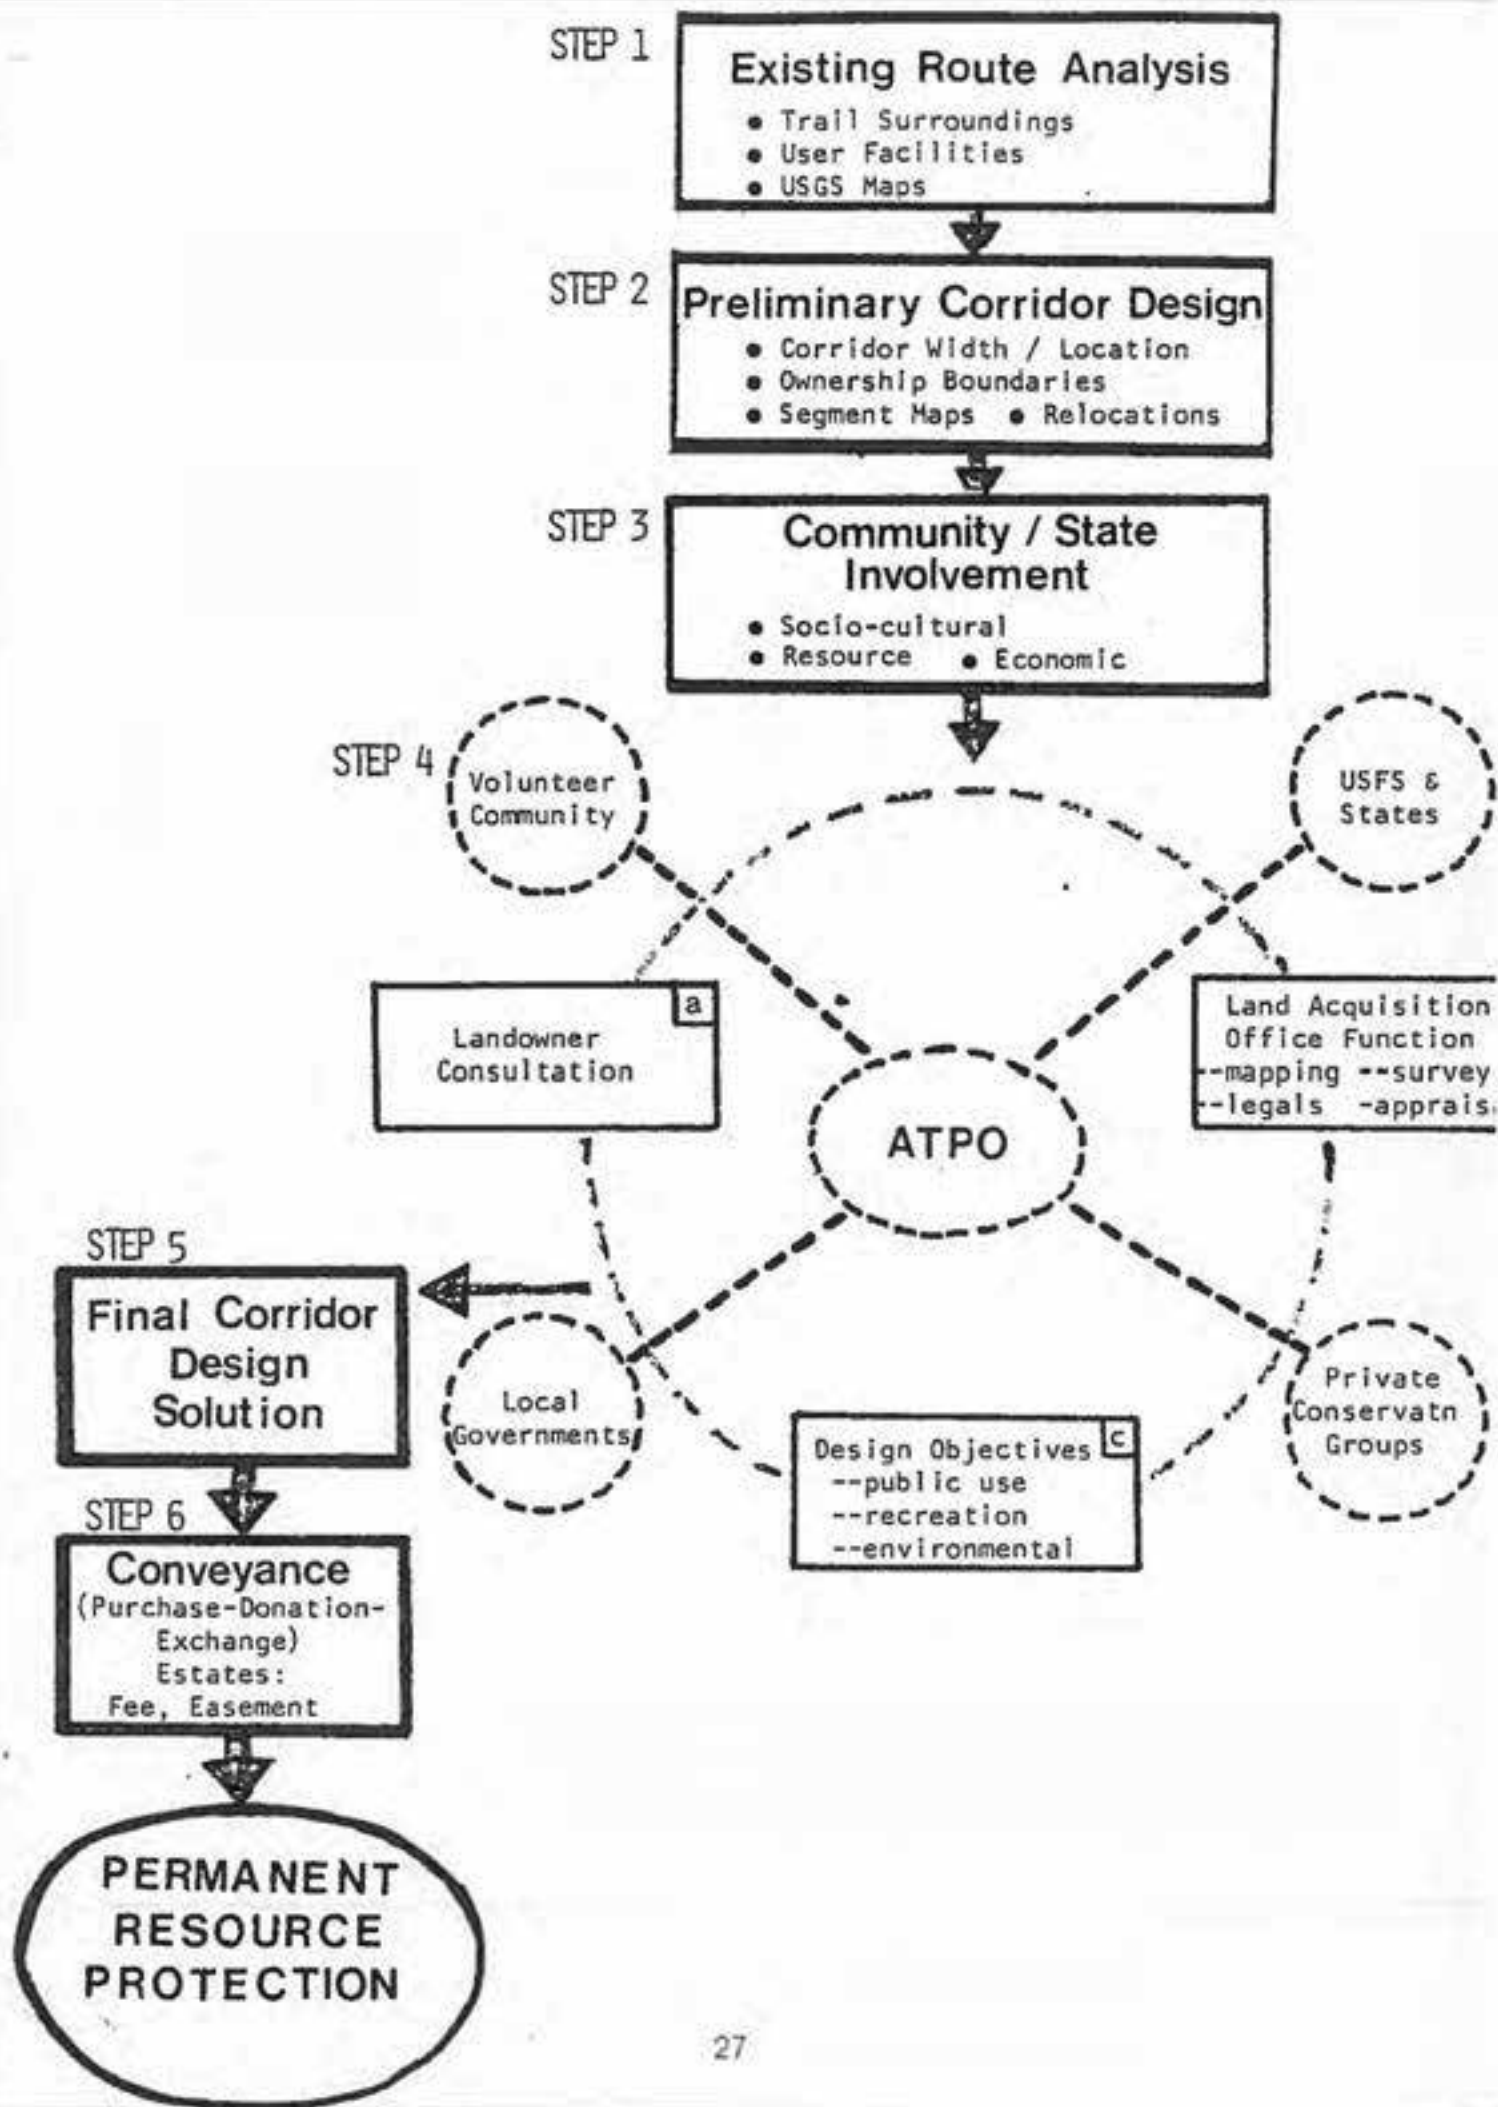 STEP 1
Existing Route Analysis
• Trail Surroundings
• User Facilities
• USGS Maps
STEP 2
Preliminary Corridor Design
• Corridor Width / Location
• Ownership Boundaries
• Segment Maps • Relocations
STEP 3
Community / State
Involvement
• Socio-cultural
• Resource • Economic
STEP 4
Volunteer
Community
USFS &
States
a
Landowner
Consultation
Land Acquisition
Office Function
--mapping --survey
--legals -apprais
ATPO
Local
Governments
Private
Conservatn
Groups
c
Design Objectives
--public use
--recreation
--environmental
STEP 5
Final Corridor
Design
Solution
STEP 6
Conveyance
(Purchase-Donation-
Exchange)
Estates:
Fee, Easement
PERMANENT
RESOURCE
PROTECTION
27